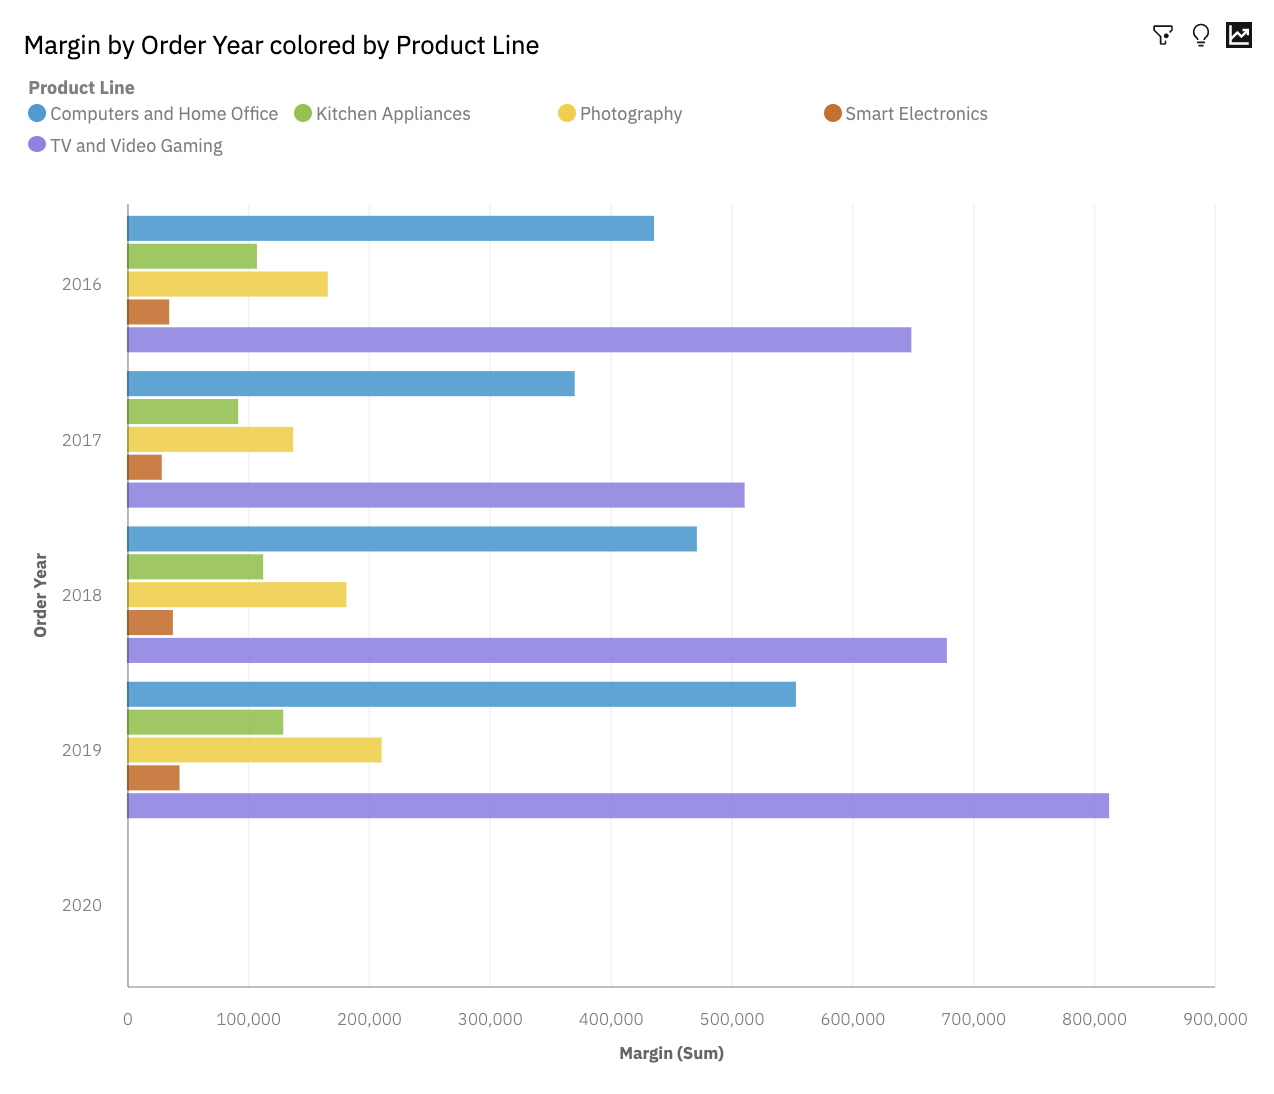 Margin by Order Year colored by Product Line
Product Line
Computers and Home Office Kitchen Appliances Photography Smart Electronics
TV and Video Gaming
2016
2017
2018
2019
2020
Order Year
0 100,000 200,000 300,000 400,000 500,000 600,000 700,000 800,000 900,000
Margin (Sum)